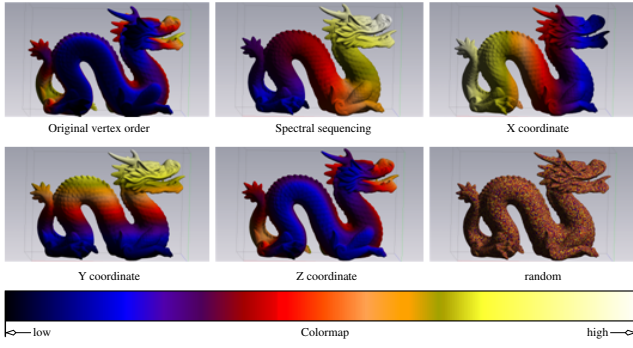 Original vertex order
Spectral sequencing
X coordinate
Y coordinate
Z coordinate
random
low
Colormap
high